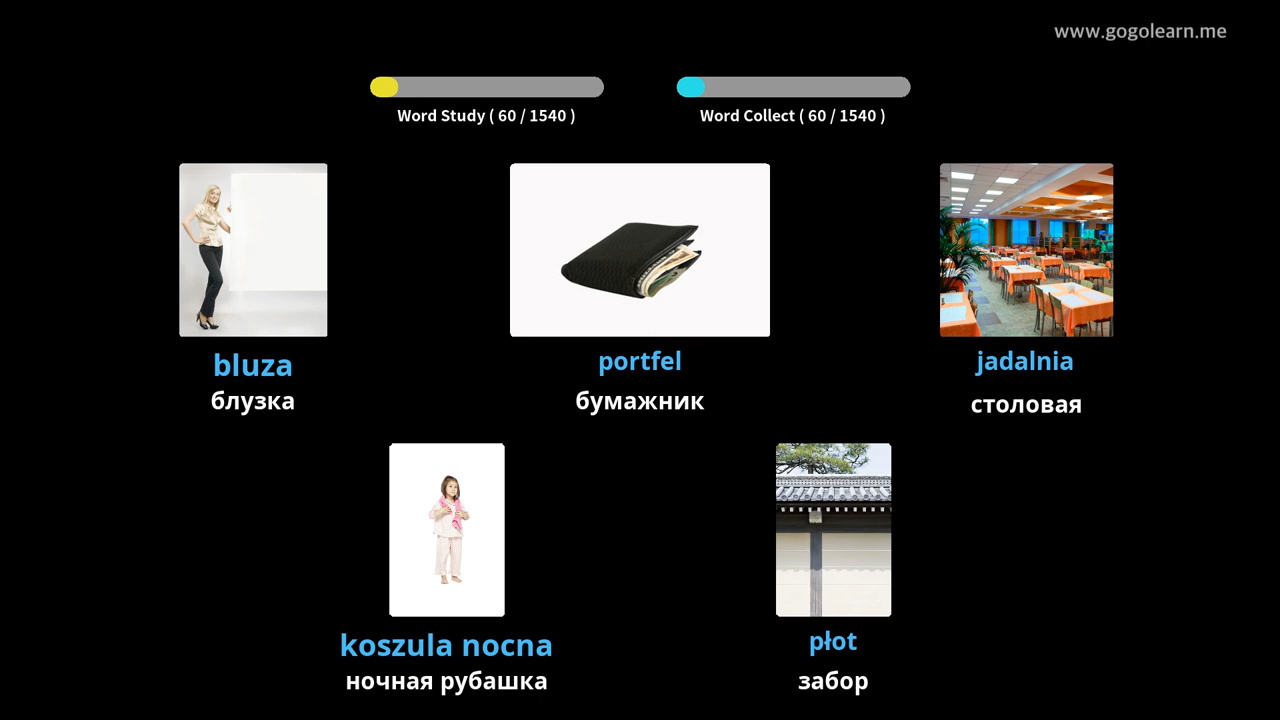 www.gogolearn.me
Word Study ( 60 / 1540 )
Word Collect ( 60 / 1540 )
bluza
блузка
portfel
бумажник
jadalnia
столовая
koszula nocna
ночная рубашка
płot
забор